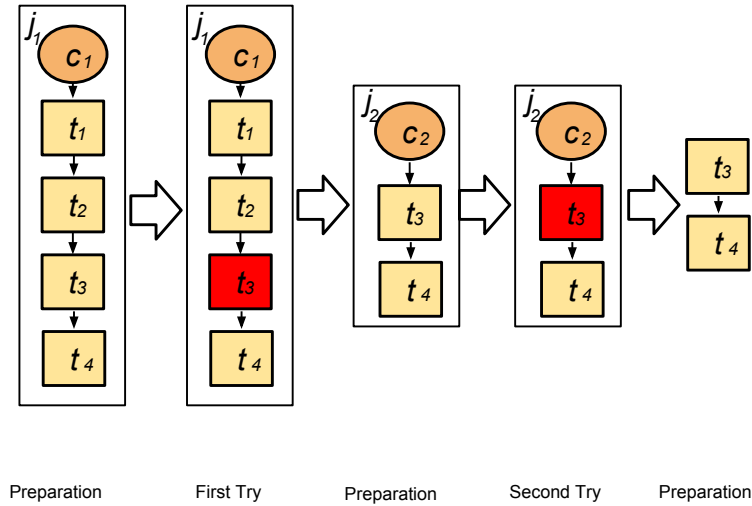 j1
c1
t1
t2
t3
t4
j1
c1
t1
t2
t3
t4
j2
c2
t3
t4
j2
c2
t3
t4
t3
t4
Preparation
First Try
Preparation
Second Try
Preparation